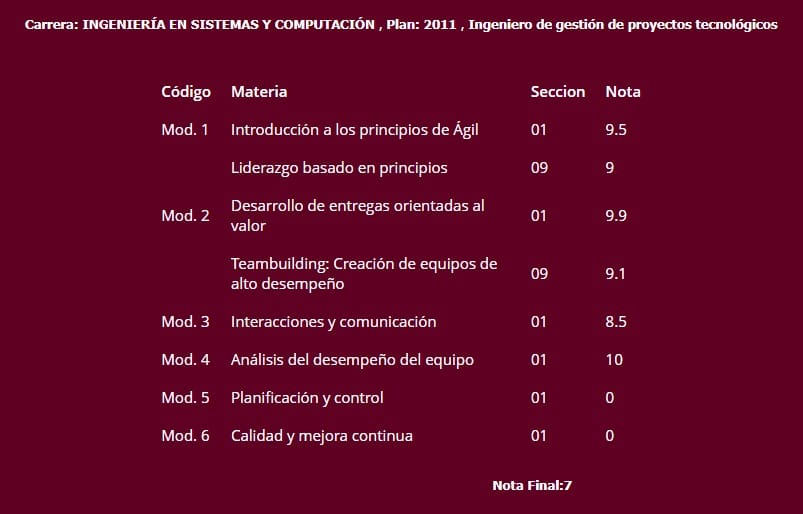 Carrera: INGENIERÍA EN SISTEMAS Y COMPUTACIÓN , Plan: 2011 , Ingeniero de gestión de proyectos tecnológicos
Código Materia Seccion Nota
Mod. 1 Introducción a los principios de Ágil 01 9.5
Liderazgo basado en principios 09 9
Mod. 2 Desarrollo de entregas orientadas al
valor 01 9.9
Teambuilding: Creación de equipos de
alto desempeño 09 9.1
Mod. 3 Interacciones y comunicación 01 8.5
Mod. 4 Análisis del desempeño del equipo 01 10
Mod. 5 Planificación y control 01 0
Mod. 6 Calidad y mejora continua 01 0
Nota Final:7